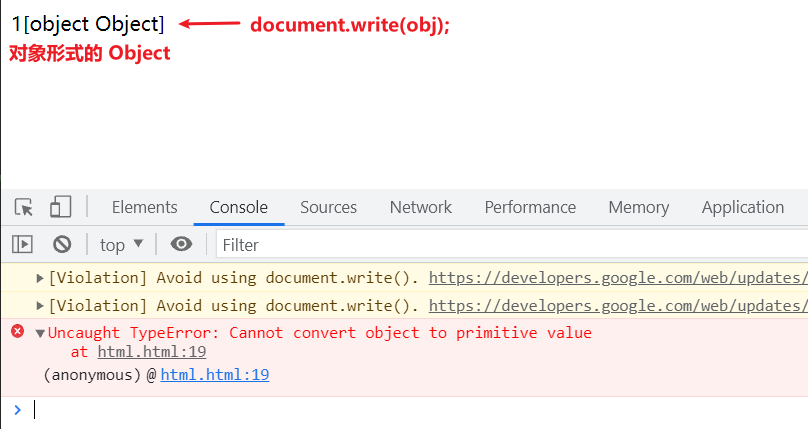 1[object Object] document.write(obj);
对象形式的 Object
Elements Console Sources Network Performance Memory Application
top Filter
[Violation] Avoid using document.write(). https://developers.google.com/web/updates/
[Violation] Avoid using document.write(). https://developers.google.com/web/updates/
Uncaught TypeError: Cannot convert object to primitive value
at html.html:19
(anonymous) @ html.html:19